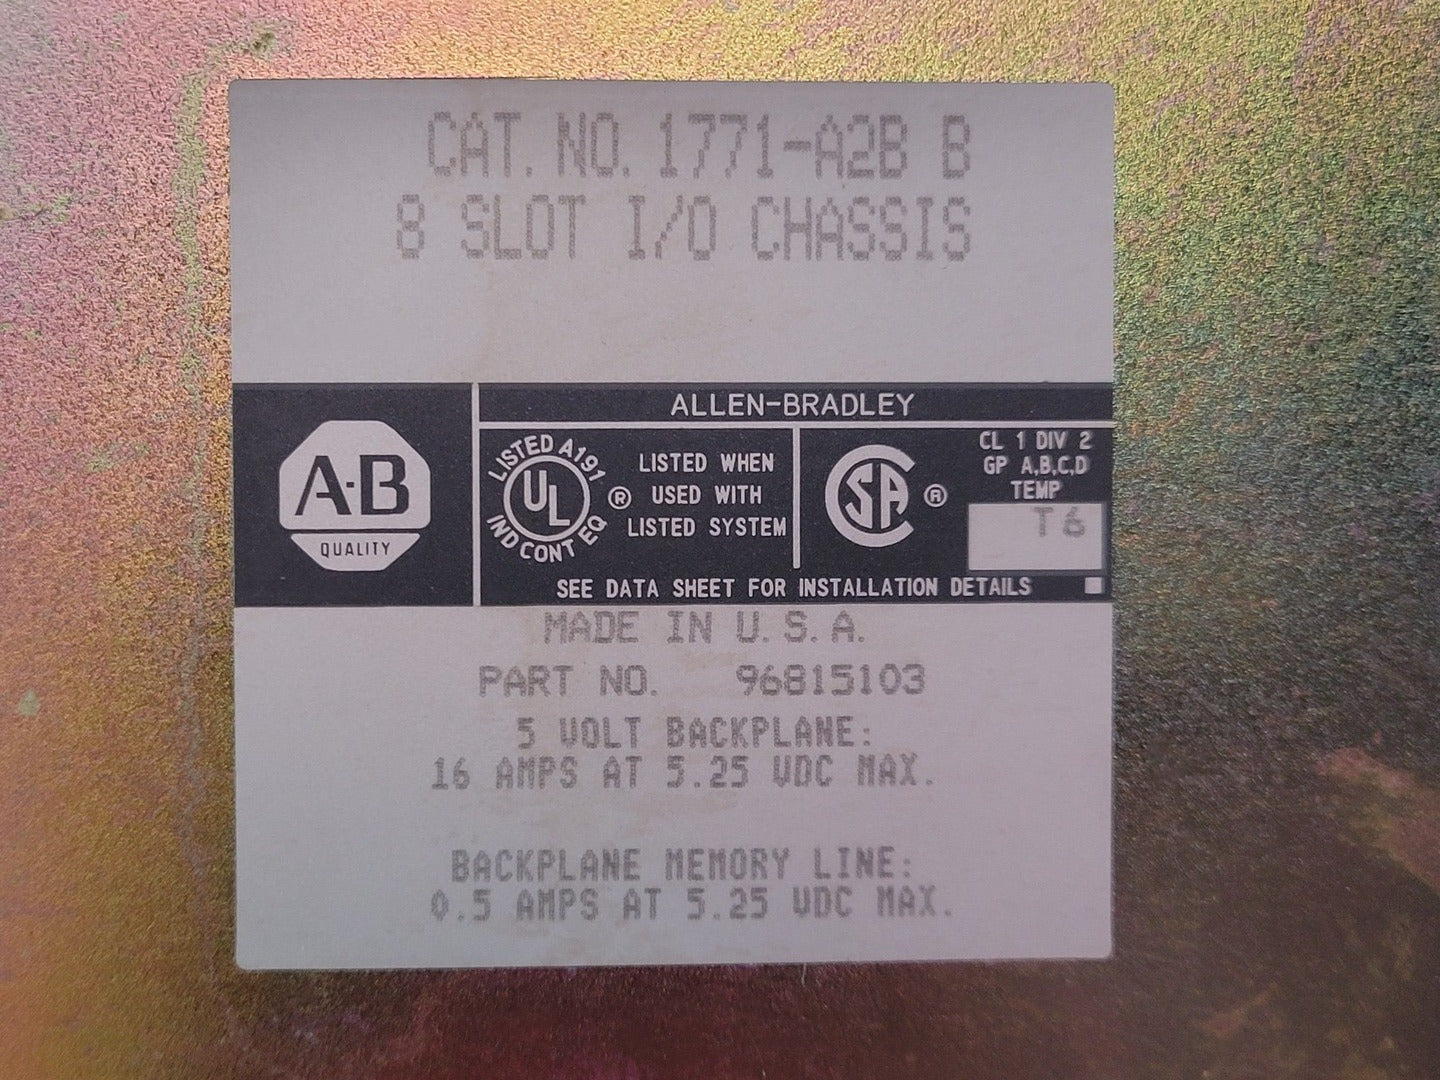 CAT. NO. 1771-A2B B
8 SLOT I/O CHASSIS
ALLEN-BRADLEY
A-B
QUALITY
LISTED A191
UL
IND CONT EQ
®
LISTED WHEN
USED WITH
LISTED SYSTEM
SA
®
CL 1 DIV 2
GP A,B,C,D
TEMP
T6
SEE DATA SHEET FOR INSTALLATION DETAILS
MADE IN U.S.A.
PART NO. 96815103
5 VOLT BACKPLANE:
16 AMPS AT 5.25 VDC MAX.
BACKPLANE MEMORY LINE:
0.5 AMPS AT 5.25 VDC MAX.